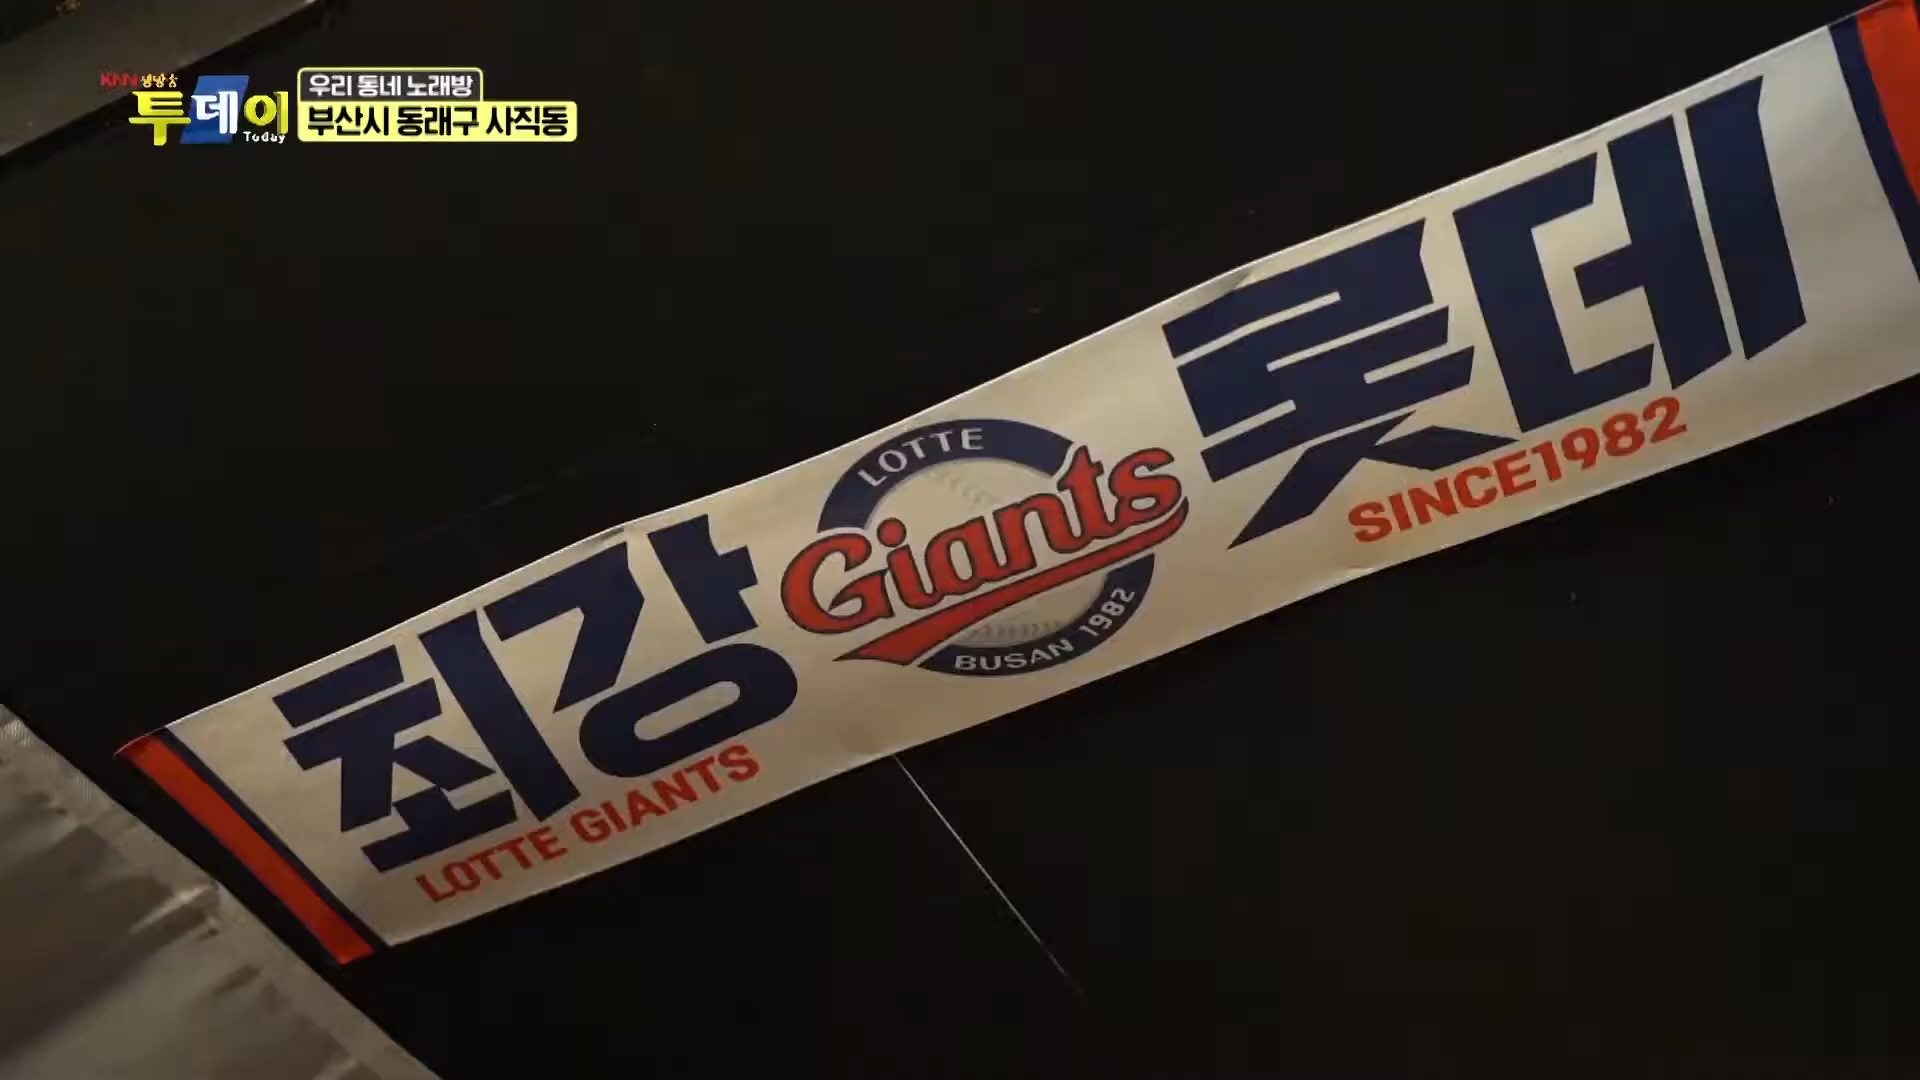 KNN 생방송
투데이
Today
우리 동네 노래방
부산시 동래구 사직동
최강
LOTTE GIANTS
LOTTE
Giants
BUSAN 1982
롯데
SINCE1982